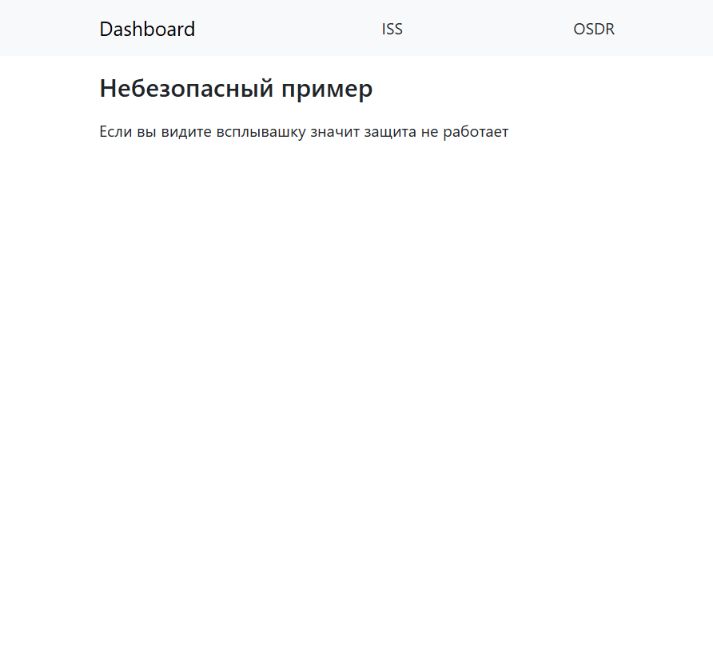 Dashboard ISS OSDR
Небезопасный пример
Если вы видите всплывашку значит защита не работает